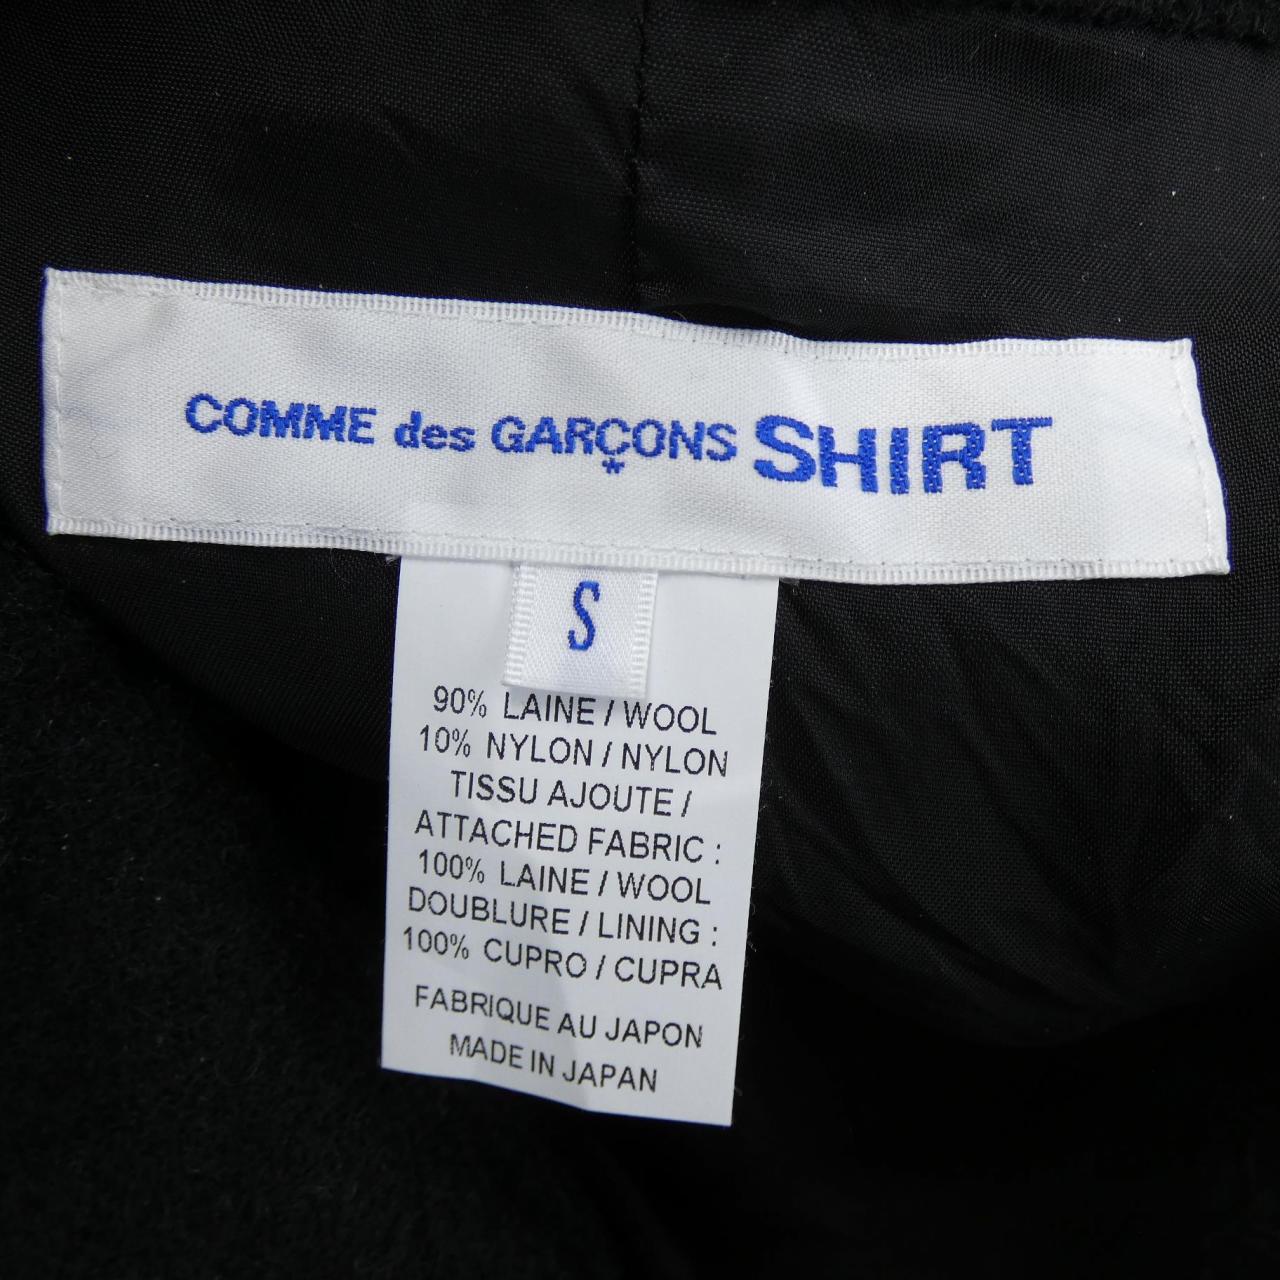 COMME des GARÇONS SHIRT
*
S
90% LAINE / WOOL
10% NYLON / NYLON
TISSU AJOUTE /
ATTACHED FABRIC :
100% LAINE / WOOL
DOUBLURE / LINING :
100% CUPRO / CUPRA
FABRIQUE AU JAPON
MADE IN JAPAN